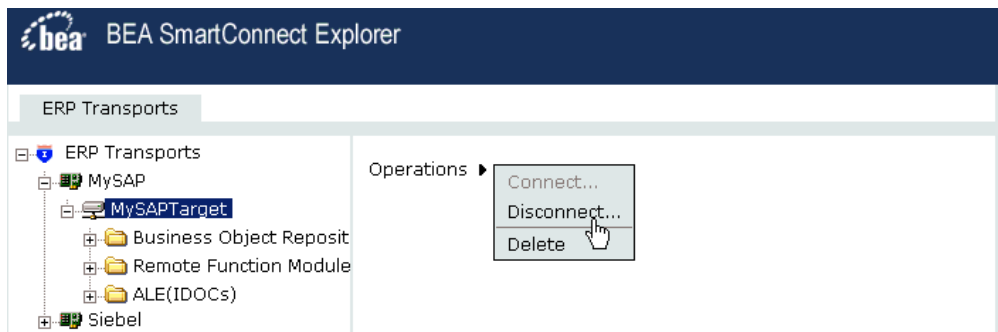 bea BEA SmartConnect Explorer
ERP Transports
ERP Transports
MySAP
MySAPTarget
Business Object Reposit
Remote Function Module
ALE(IDOCs)
Siebel
Operations
Connect...
Disconnect...
Delete